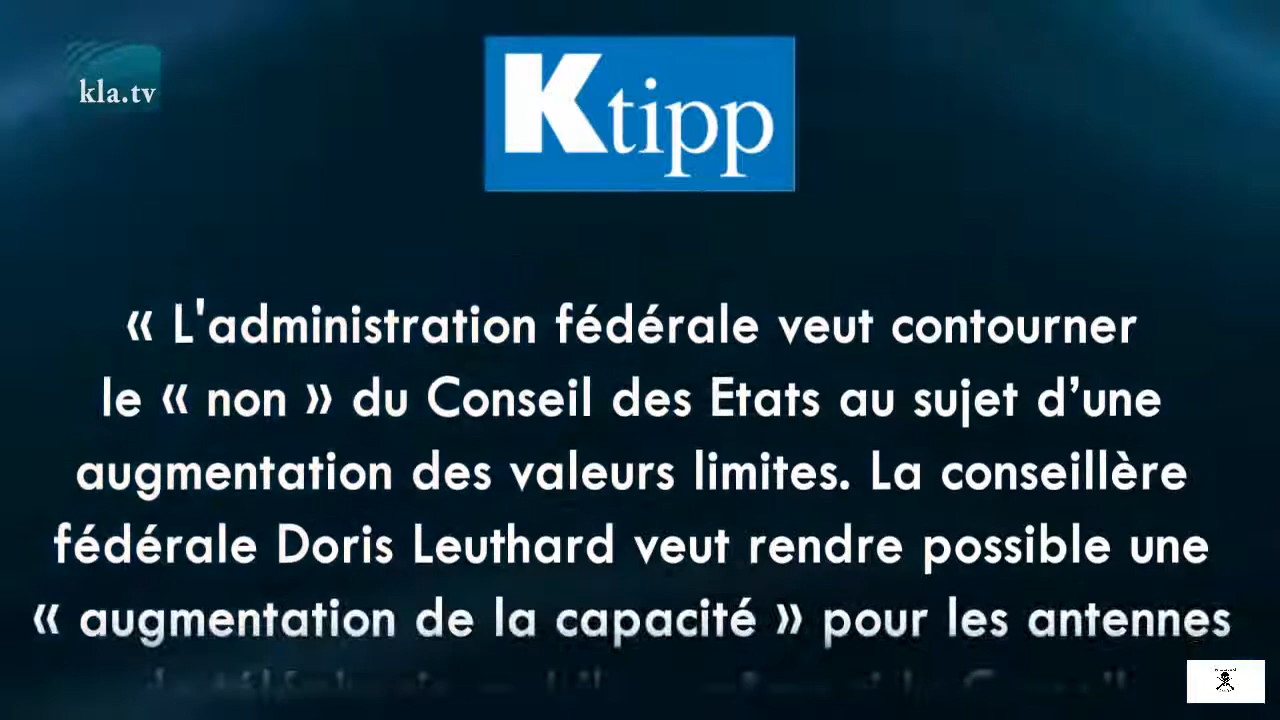 kla.tv
Ktipp
« L'administration fédérale veut contourner
le « non » du Conseil des Etats au sujet d’une
augmentation des valeurs limites. La conseillère
fédérale Doris Leuthard veut rendre possible une
« augmentation de la capacité » pour les antennes